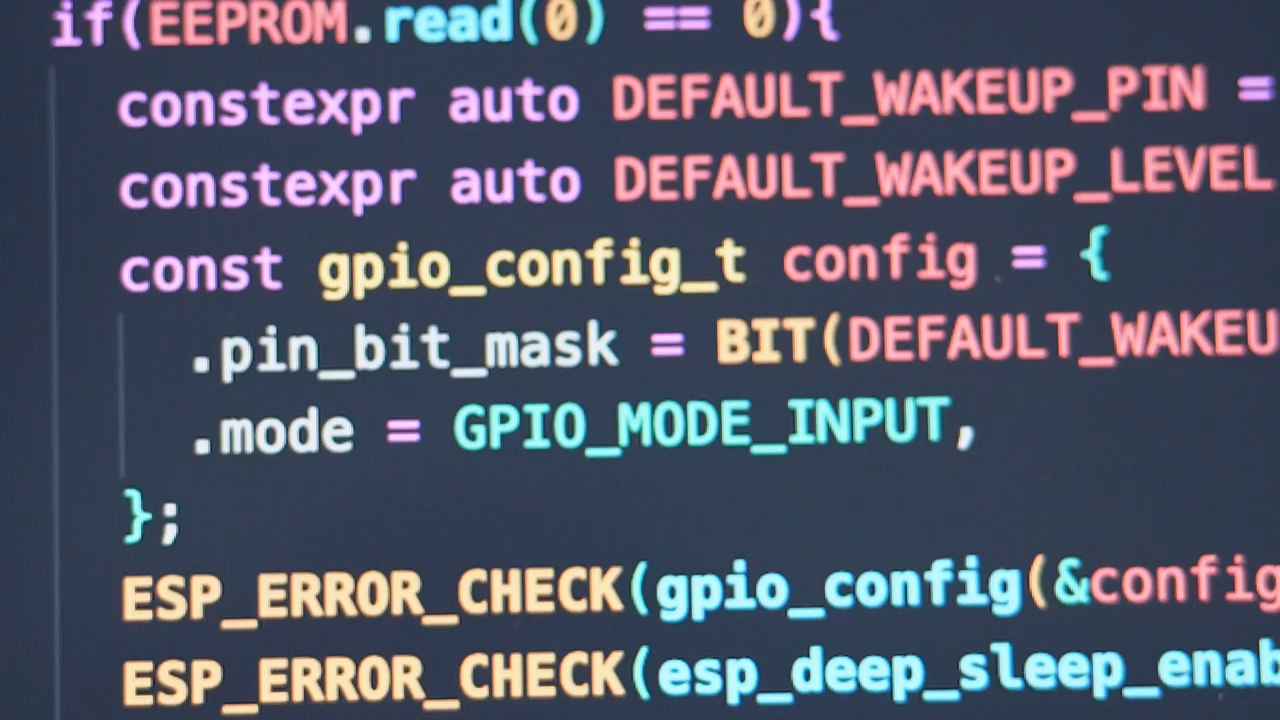 if(EEPROM.read(0) == 0){
constexpr auto DEFAULT_WAKEUP_PIN =
constexpr auto DEFAULT_WAKEUP_LEVEL
const gpio_config_t config = {
.pin_bit_mask = BIT(DEFAULT_WAKEU
.mode = GPIO_MODE_INPUT,
};
ESP_ERROR_CHECK(gpio_config(&config
ESP_ERROR_CHECK(esp_deep_sleep_enab